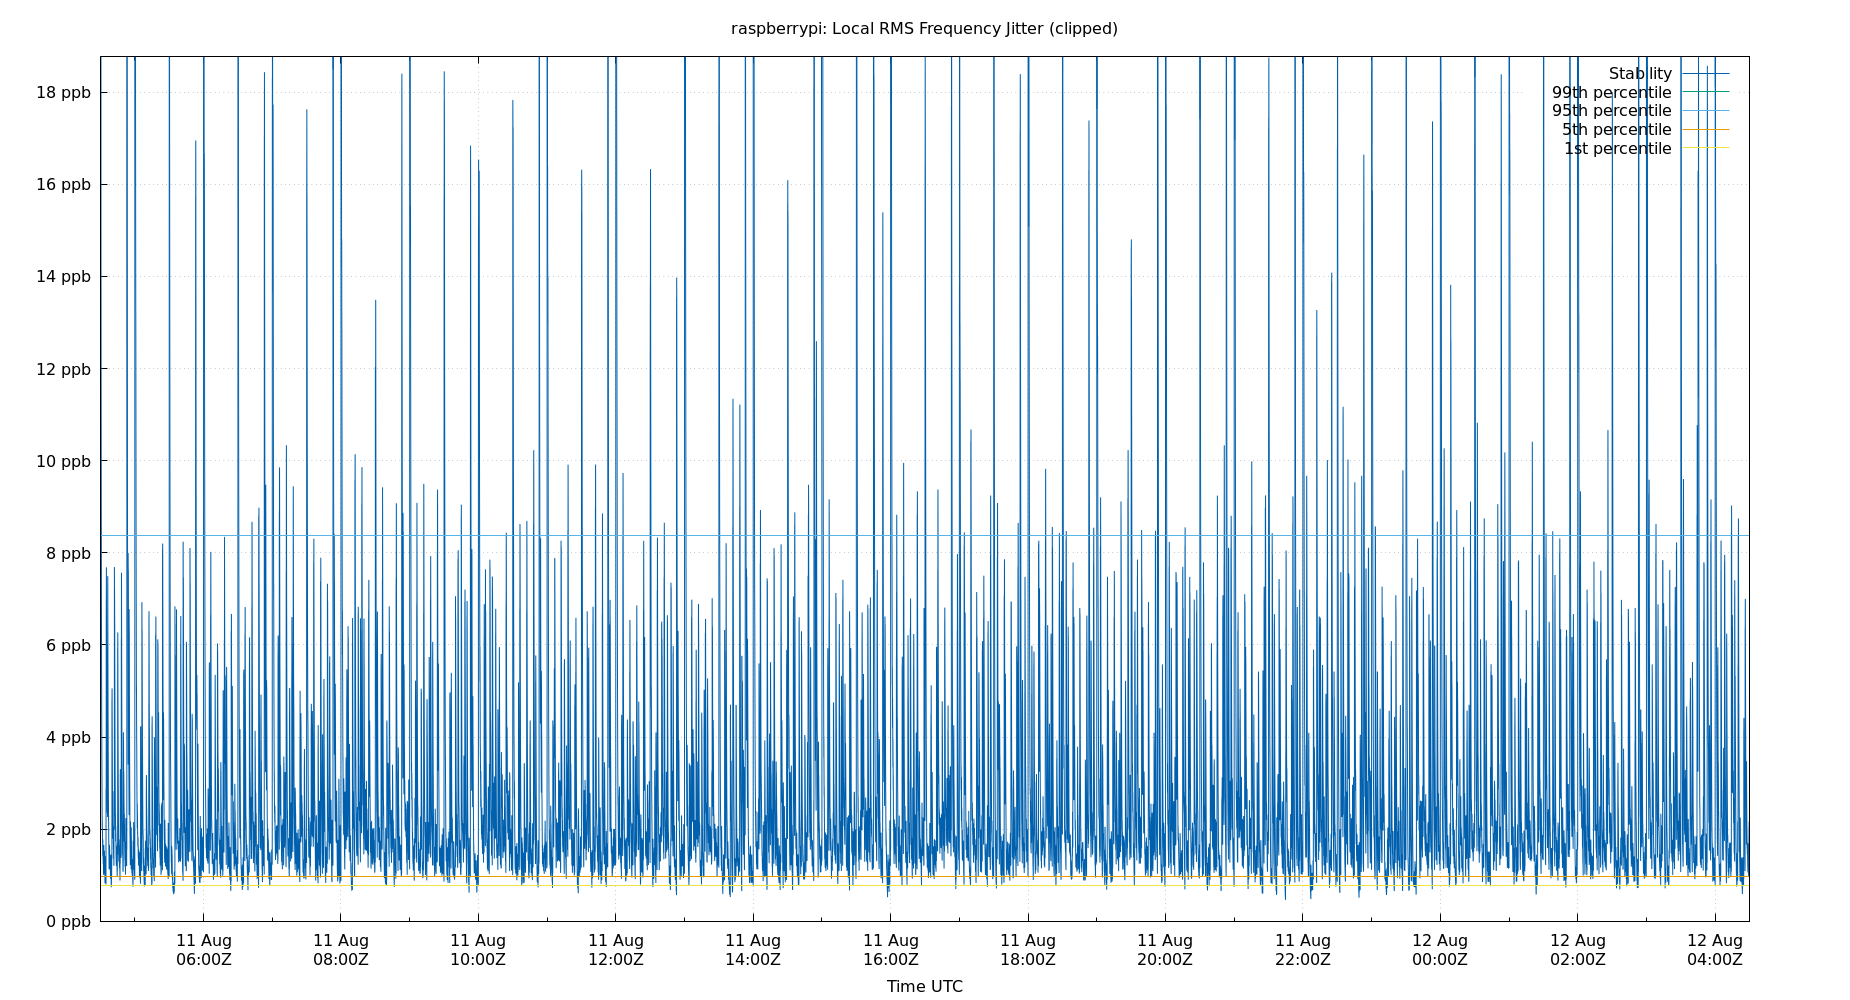 raspberrypi: Local RMS Frequency Jitter (clipped)
Stability
99th percentile
95th percentile
5th percentile
1st percentile
18 ppb
16 ppb
14 ppb
12 ppb
10 ppb
8 ppb
6 ppb
4 ppb
2 ppb
0 ppb
11 Aug 11 Aug 11 Aug 11 Aug 11 Aug 11 Aug 11 Aug 11 Aug 11 Aug 12 Aug 12 Aug 12 Aug
06:00Z 08:00Z 10:00Z 12:00Z 14:00Z 16:00Z 18:00Z 20:00Z 22:00Z 00:00Z 02:00Z 04:00Z
Time UTC